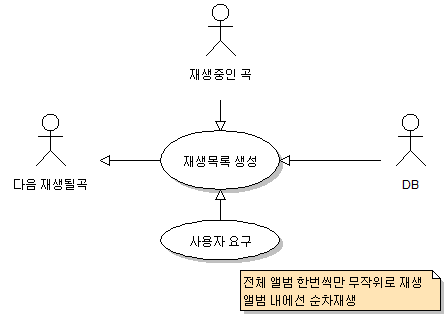 재생중인 곡
다음 재생될곡
재생목록 생성
DB
사용자 요구
전체 앨범 한번씩만 무작위로 재생
앨범 내에선 순차재생